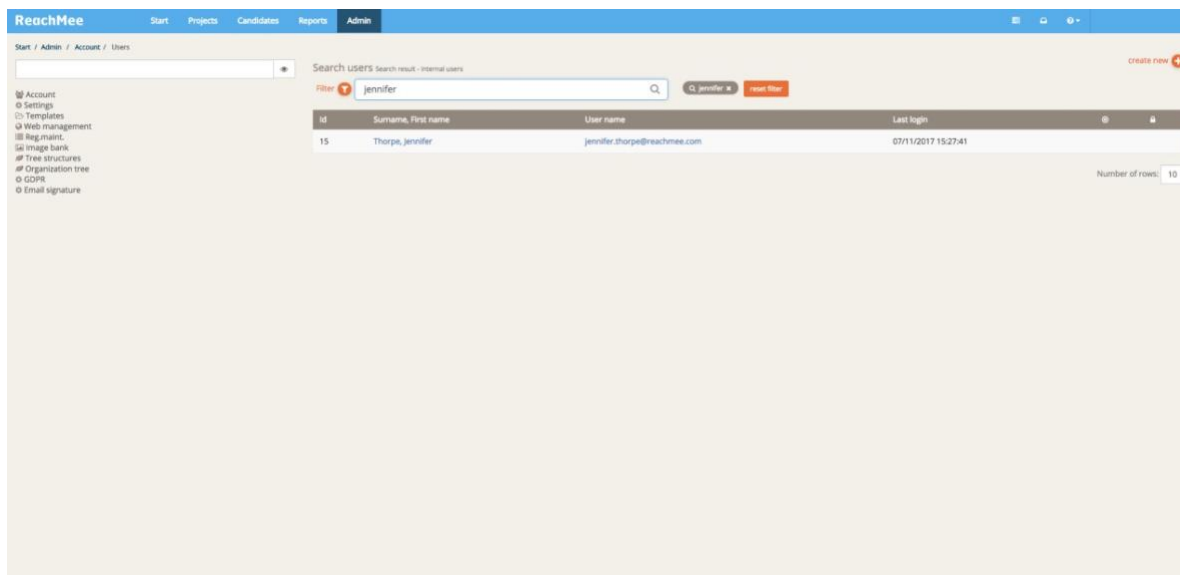 ReachMee Start Projects Candidates Reports Admin
Start / Admin / Account / Users
create new
Search users Search result - Internal users
Filter jennifer jennifer x reset filter
Account
Settings
Templates
Web management
Reg.maint.
Image bank
Tree structures
Organization tree
GDPR
Email signature
Id Surname, First name User name Last login
15 Thorpe, Jennifer jennifer.thorpe@reachmee.com 07/11/2017 15:27:41
Number of rows: 10